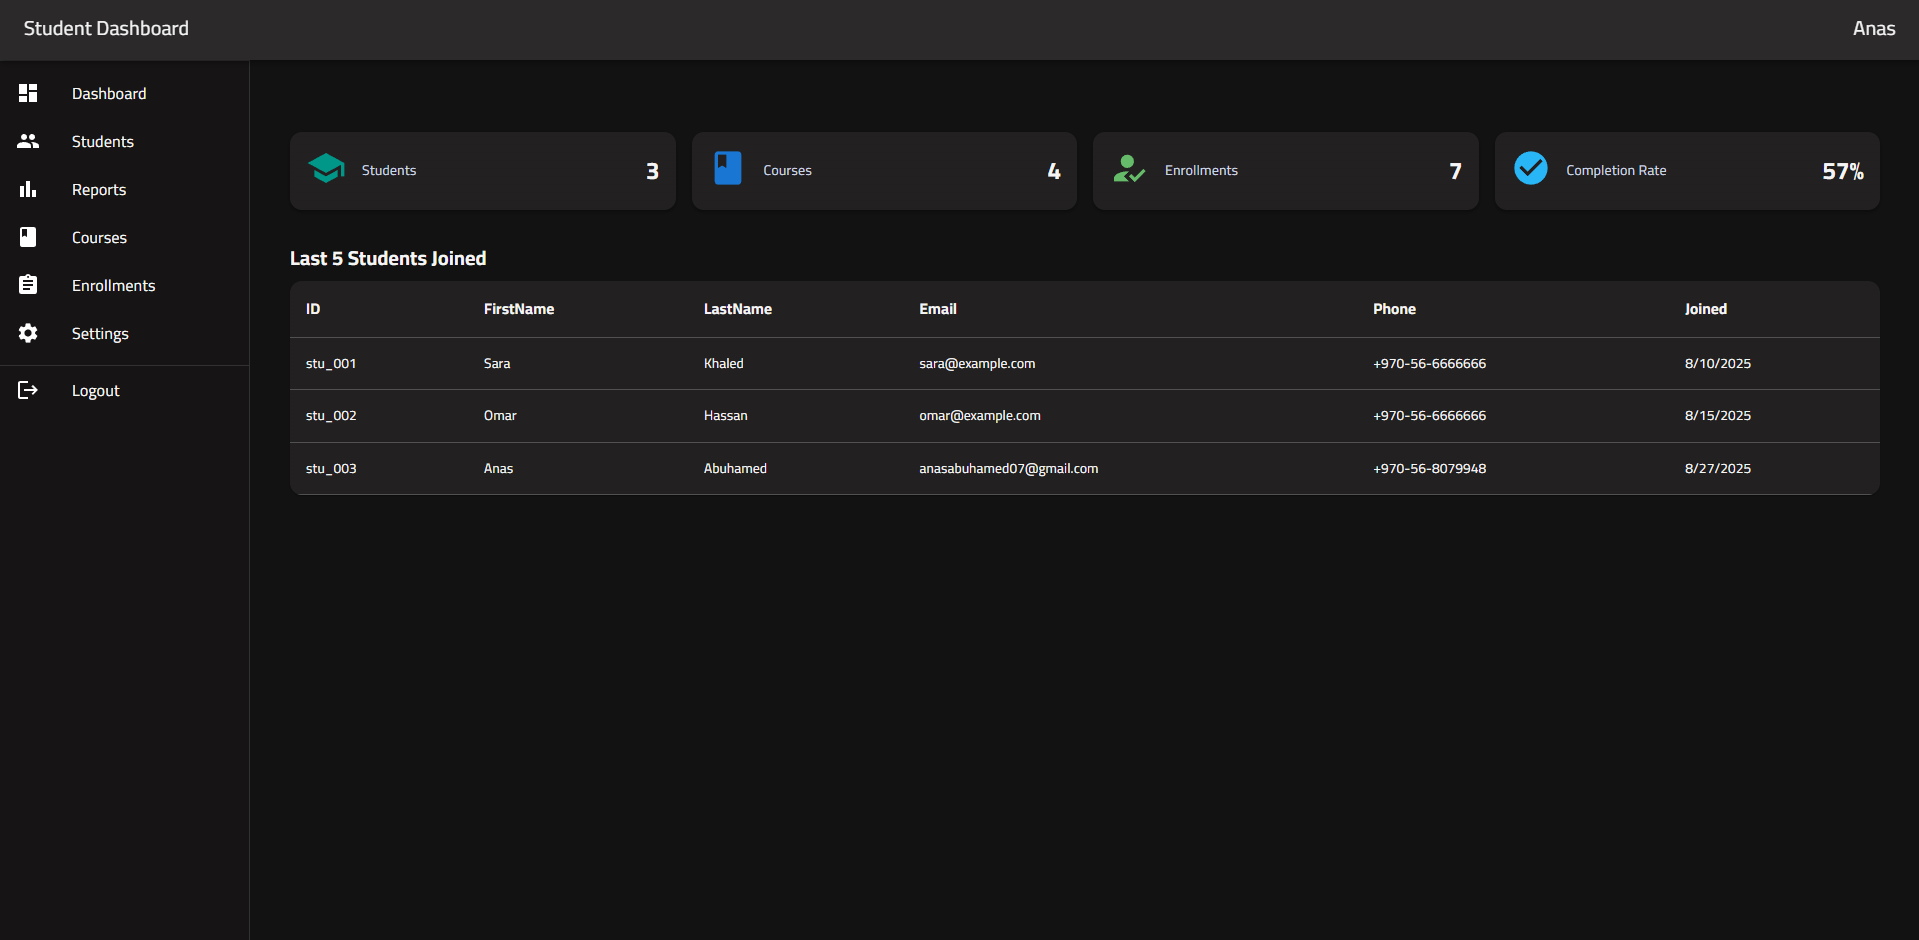 Student Dashboard
Anas
Dashboard
Students
Reports
Courses
Enrollments
Settings
Logout
Students 3
Courses 4
Enrollments 7
Completion Rate 57%
Last 5 Students Joined
ID FirstName LastName Email Phone Joined
stu_001 Sara Khaled sara@example.com +970-56-6666666 8/10/2025
stu_002 Omar Hassan omar@example.com +970-56-6666666 8/15/2025
stu_003 Anas Abuhamed anasabuhamed07@gmail.com +970-56-8079948 8/27/2025